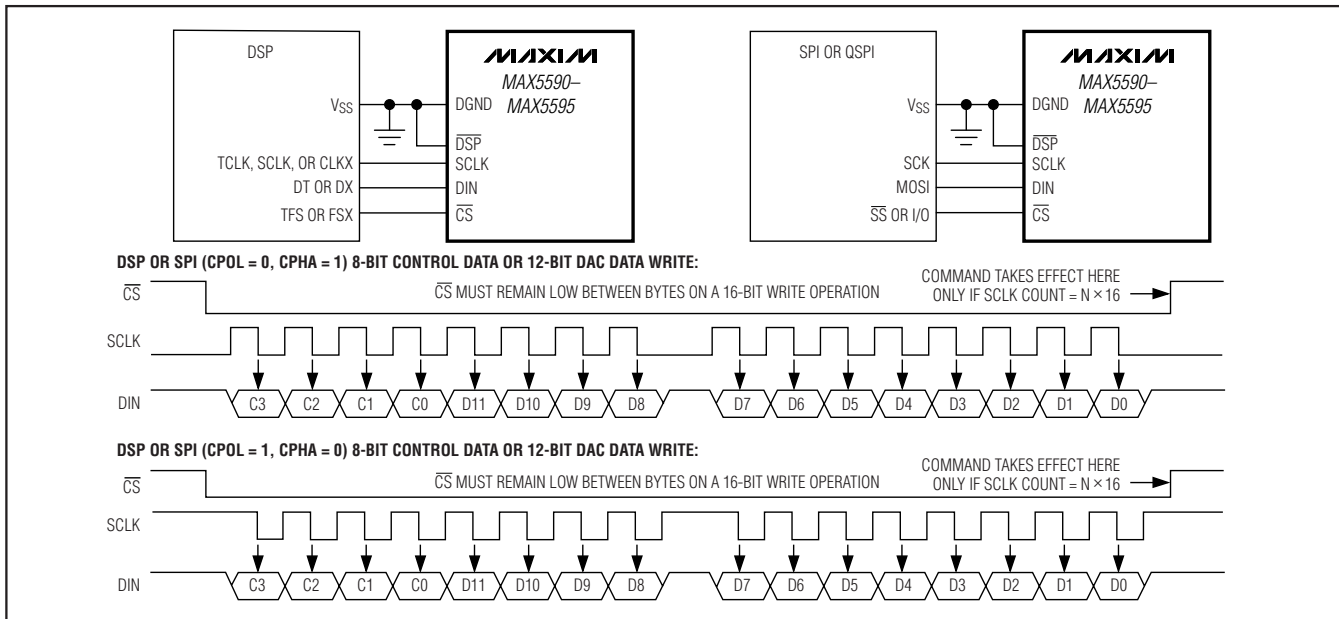 DSP
MAXIM
MAX5590–
MAX5595
VSS
DGND
DSP
TCLK, SCLK, OR CLKX
SCLK
DT OR DX
DIN
TFS OR FSX
CS
SPI OR QSPI
MAXIM
MAX5590–
MAX5595
VSS
DGND
DSP
SCK
SCLK
MOSI
DIN
SS OR I/O
CS
DSP OR SPI (CPOL = 0, CPHA = 1) 8-BIT CONTROL DATA OR 12-BIT DAC DATA WRITE:
CS
CS MUST REMAIN LOW BETWEEN BYTES ON A 16-BIT WRITE OPERATION
COMMAND TAKES EFFECT HERE
ONLY IF SCLK COUNT = N × 16
SCLK
DIN
C3 C2 C1 C0 D11 D10 D9 D8 D7 D6 D5 D4 D3 D2 D1 D0
DSP OR SPI (CPOL = 1, CPHA = 0) 8-BIT CONTROL DATA OR 12-BIT DAC DATA WRITE:
CS
CS MUST REMAIN LOW BETWEEN BYTES ON A 16-BIT WRITE OPERATION
COMMAND TAKES EFFECT HERE
ONLY IF SCLK COUNT = N × 16
SCLK
DIN
C3 C2 C1 C0 D11 D10 D9 D8 D7 D6 D5 D4 D3 D2 D1 D0